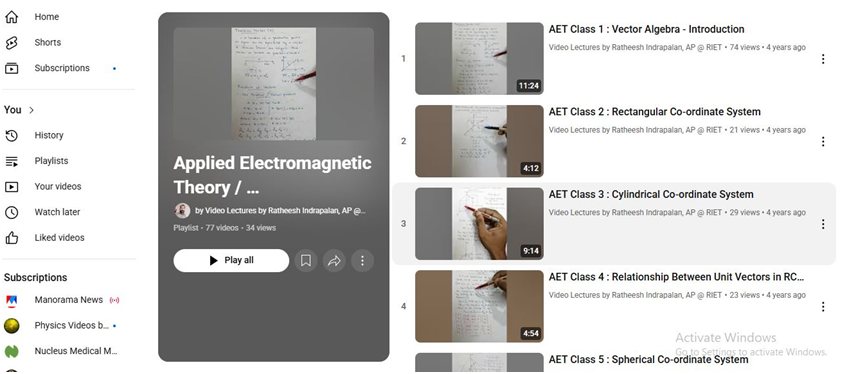 Home
Shorts
Subscriptions
You
History
Playlists
Your videos
Watch later
Liked videos
Subscriptions
Manorama News
Physics Videos b...
Nucleus Medical M...
Applied Electromagnetic
Theory / ...
by Video Lectures by Ratheesh Indrapalan, AP @...
Playlist • 77 videos • 34 views
Play all
1
11:24
AET Class 1 : Vector Algebra - Introduction
Video Lectures by Ratheesh Indrapalan, AP @ RIET • 74 views • 4 years ago
2
4:12
AET Class 2 : Rectangular Co-ordinate System
Video Lectures by Ratheesh Indrapalan, AP @ RIET • 21 views • 4 years ago
3
9:14
AET Class 3 : Cylindrical Co-ordinate System
Video Lectures by Ratheesh Indrapalan, AP @ RIET • 29 views • 4 years ago
4
4:54
AET Class 4 : Relationship Between Unit Vectors in RC...
Video Lectures by Ratheesh Indrapalan, AP @ RIET • 23 views • 4 years ago
AET Class 5 : Spherical Co-ordinate System
Activate Windows
Go to Settings to activate Windows.